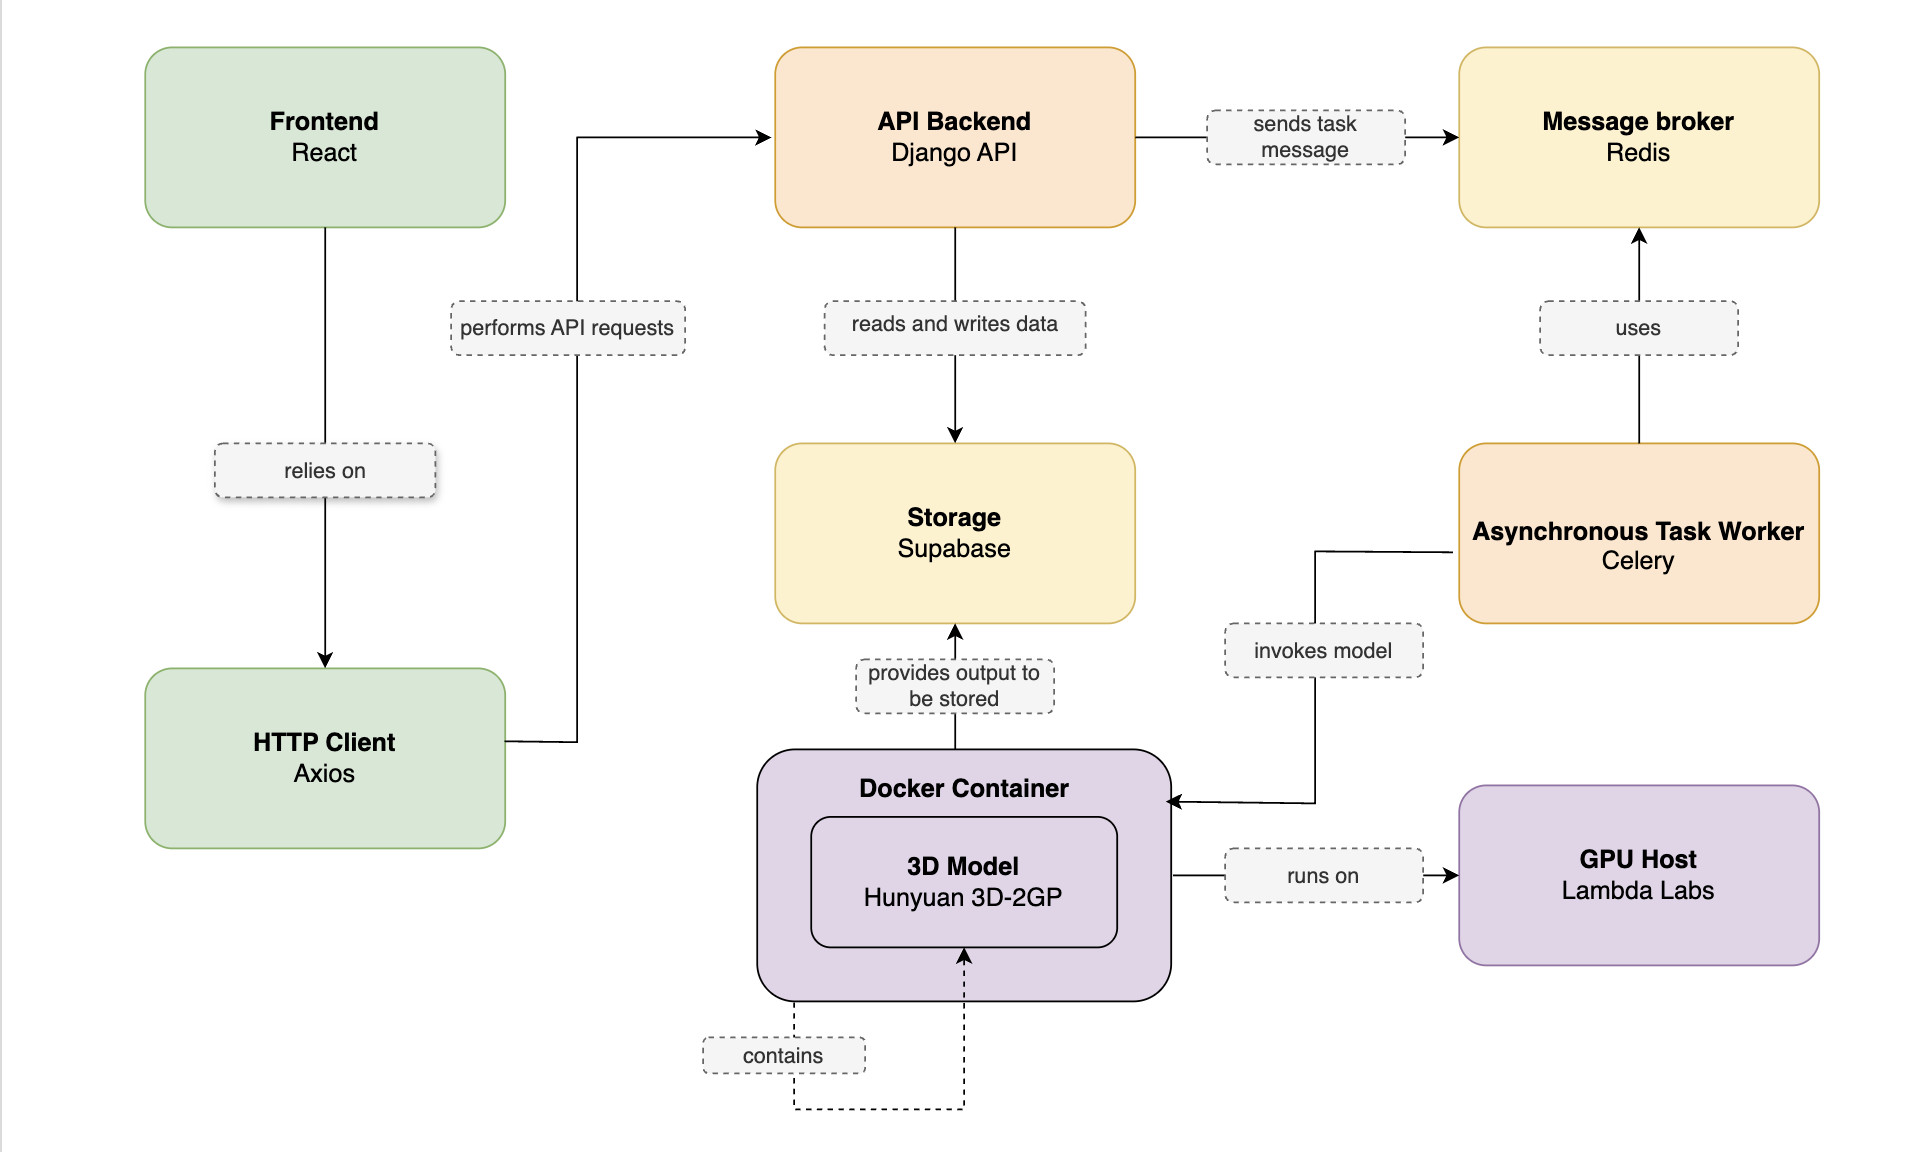 Frontend
React
API Backend
Django API
sends task
message
Message broker
Redis
performs API requests
reads and writes data
uses
relies on
Storage
Supabase
Asynchronous Task Worker
Celery
provides output to
be stored
invokes model
HTTP Client
Axios
Docker Container
3D Model
Hunyuan 3D-2GP
runs on
GPU Host
Lambda Labs
contains